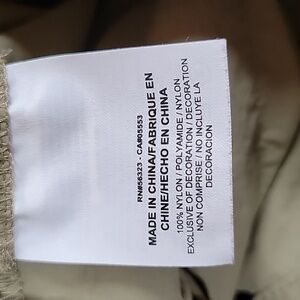 RN#56323 - CA#05553
MADE IN CHINA/FABRIQUE EN
CHINE/HECHO EN CHINA
100% NYLON / POLYAMIDE / NYLON
EXCLUSIVE OF DECORATION / DECORATION
NON COMPRISE / NO INCLUYE LA
DECORACION